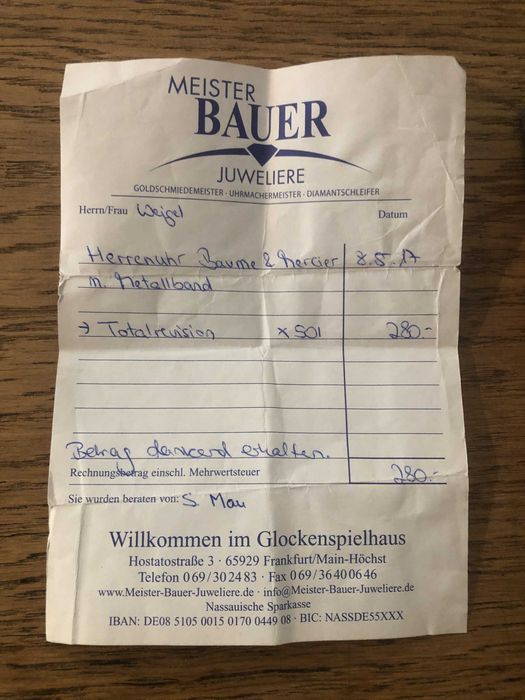 MEISTER
BAUER
JUWELIERE
GOLDSCHMIEDEMEISTER · UHRMACHERMEISTER · DIAMANTSCHLEIFER
Herrn/Frau Weigel Datum
Herrenuhr Baume & Mercier 8.5.17
m. Metallband
→ Totalrevision x501 280.-
Betrag dankend erhalten.
Rechnungsbetrag einschl. Mehrwertsteuer 280.-
Sie wurden beraten von: S. Mau
Willkommen im Glockenspielhaus
Hostatostraße 3 · 65929 Frankfurt/Main-Höchst
Telefon 069/302483 · Fax 069/36400646
www.Meister-Bauer-Juweliere.de · info@Meister-Bauer-Juweliere.de
Nassauische Sparkasse
IBAN: DE08 5105 0015 0170 0449 08 · BIC: NASSDE55XXX